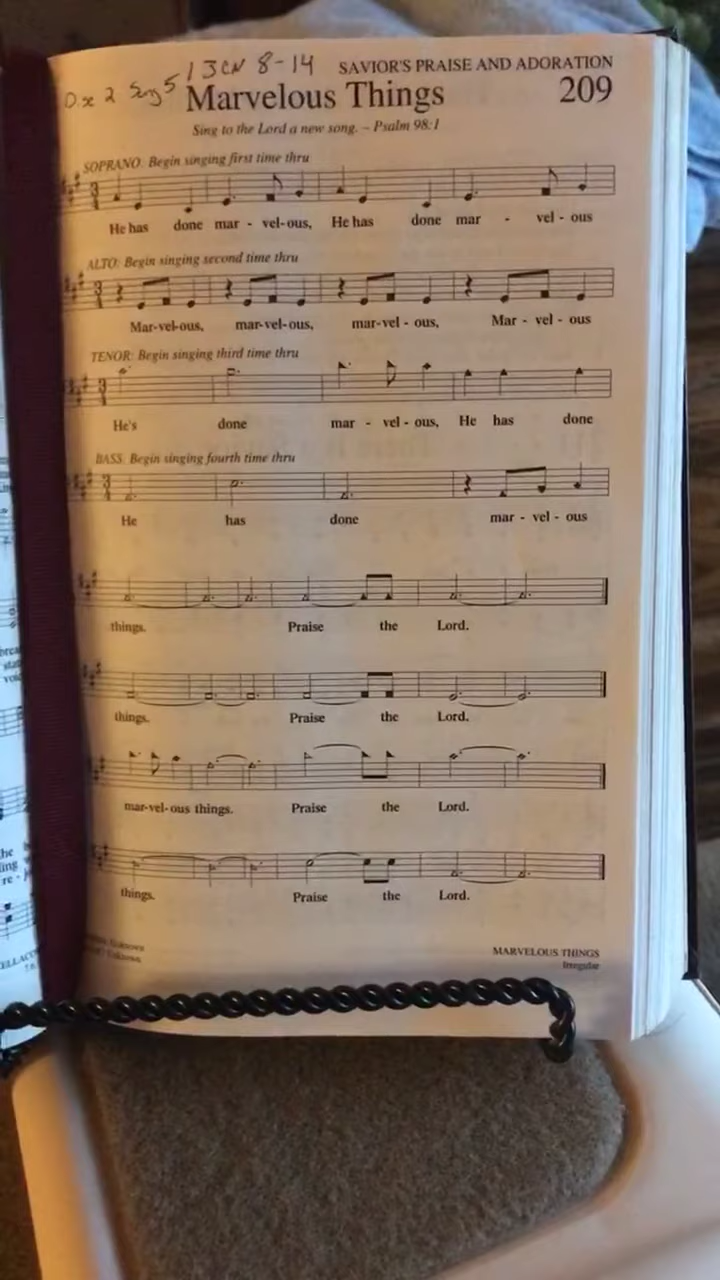 13CN 8-14 SAVIOR'S PRAISE AND ADORATION
Dx 2 Marvelous Things 209
Sing to the Lord a new song. – Psalm 98:1
SOPRANO: Begin singing first time thru
He has done mar - vel-ous, He has done mar - vel - ous
ALTO: Begin singing second time thru
Mar-vel-ous, mar-vel-ous, mar-vel - ous, Mar - vel - ous
TENOR: Begin singing third time thru
He's done mar - vel - ous, He has done
BASS: Begin singing fourth time thru
He has done mar - vel - ous
things. Praise the Lord.
things. Praise the Lord.
mar-vel-ous things. Praise the Lord.
things. Praise the Lord.
Unknown
Unknown
MARVELOUS THINGS
Irregular